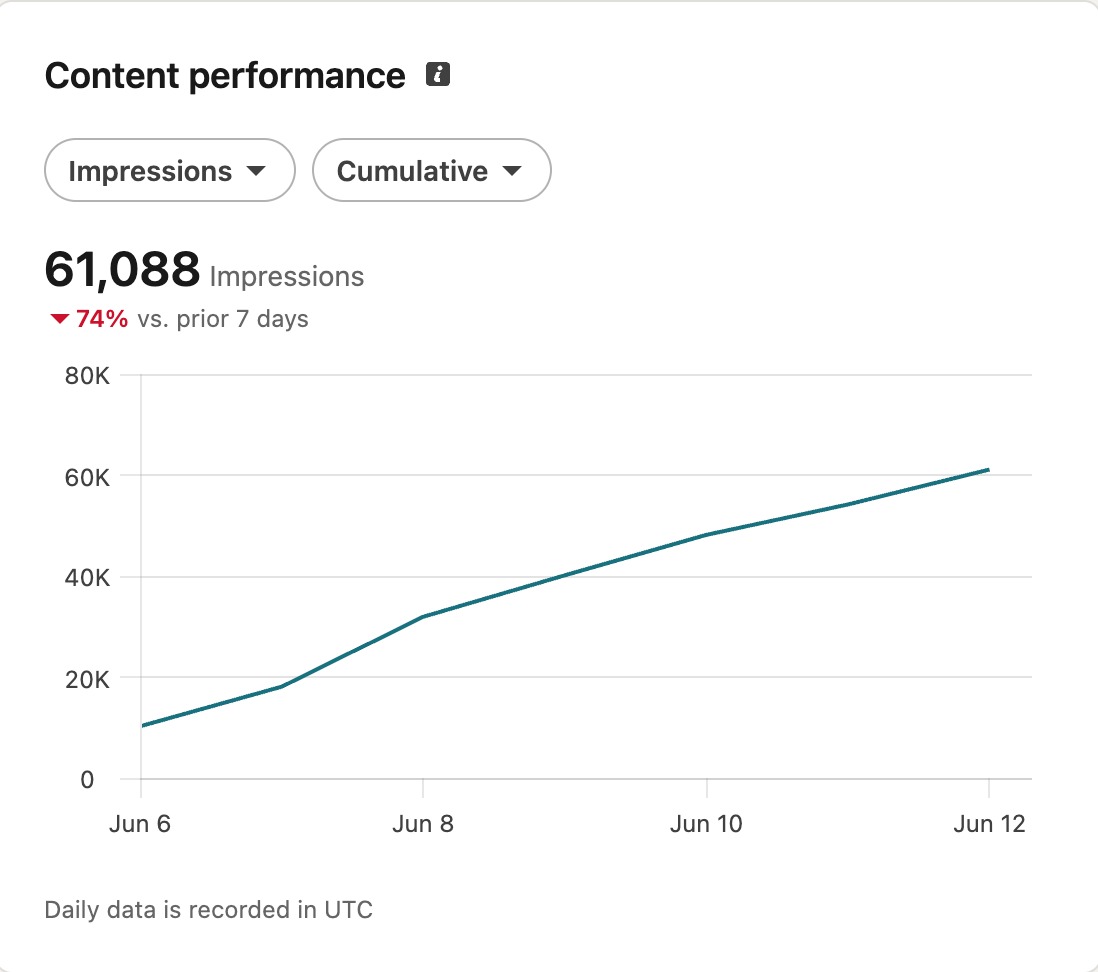 Content performance
Impressions Cumulative
61,088 Impressions
74% vs. prior 7 days
80K
60K
40K
20K
0
Jun 6 Jun 8 Jun 10 Jun 12
Daily data is recorded in UTC